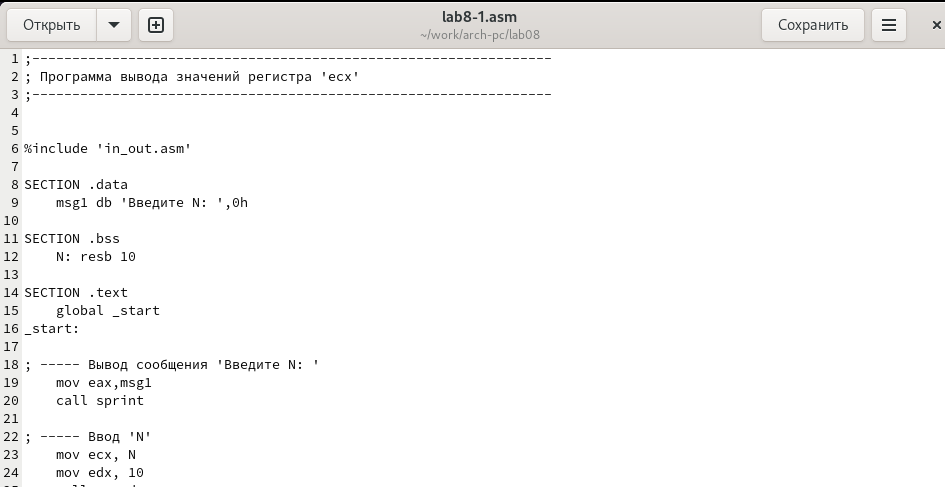 Открыть
lab8-1.asm
~/work/arch-pc/lab08
Сохранить
1 ;-----------------------------------------------------------------
2 ; Программа вывода значений регистра 'ecx'
3 ;-----------------------------------------------------------------
4
5
6 %include 'in_out.asm'
7
8 SECTION .data
9     msg1 db 'Введите N: ',0h
10
11 SECTION .bss
12     N: resb 10
13
14 SECTION .text
15     global _start
16 _start:
17
18 ; ----- Вывод сообщения 'Введите N: '
19     mov eax,msg1
20     call sprint
21
22 ; ----- Ввод 'N'
23     mov ecx, N
24     mov edx, 10